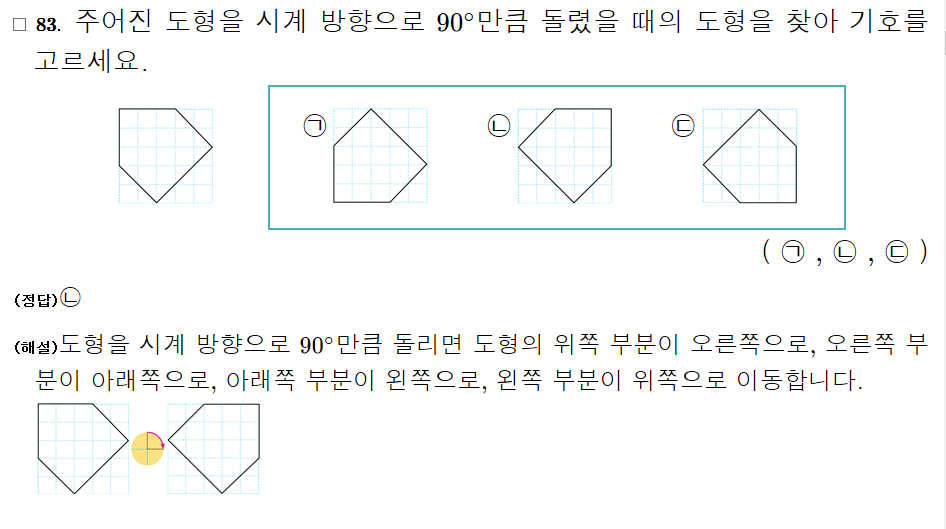 □ 83. 주어진 도형을 시계 방향으로 90°만큼 돌렸을 때의 도형을 찾아 기호를
고르세요.
㉠ ㉡ ㉢
( ㉠ , ㉡ , ㉢ )
(정답)㉡
(해설)도형을 시계 방향으로 90°만큼 돌리면 도형의 위쪽 부분이 오른쪽으로, 오른쪽 부
분이 아래쪽으로, 아래쪽 부분이 왼쪽으로, 왼쪽 부분이 위쪽으로 이동합니다.